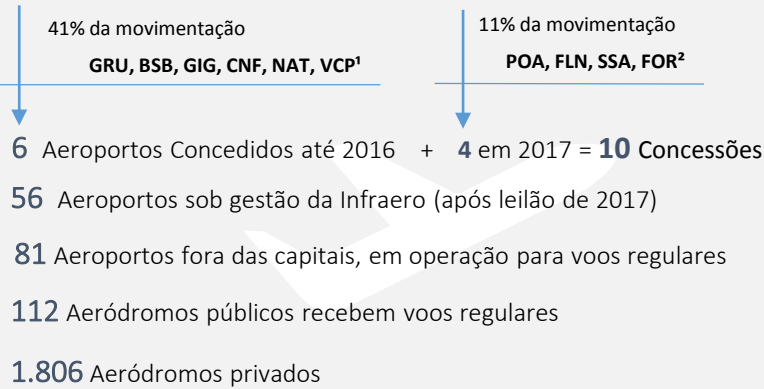 41% da movimentação
GRU, BSB, GIG, CNF, NAT, VCP¹
11% da movimentação
POA, FLN, SSA, FOR²
6 Aeroportos Concedidos até 2016 + 4 em 2017 = 10 Concessões
56 Aeroportos sob gestão da Infraero (após leilão de 2017)
81 Aeroportos fora das capitais, em operação para voos regulares
112 Aeródromos públicos recebem voos regulares
1.806 Aeródromos privados